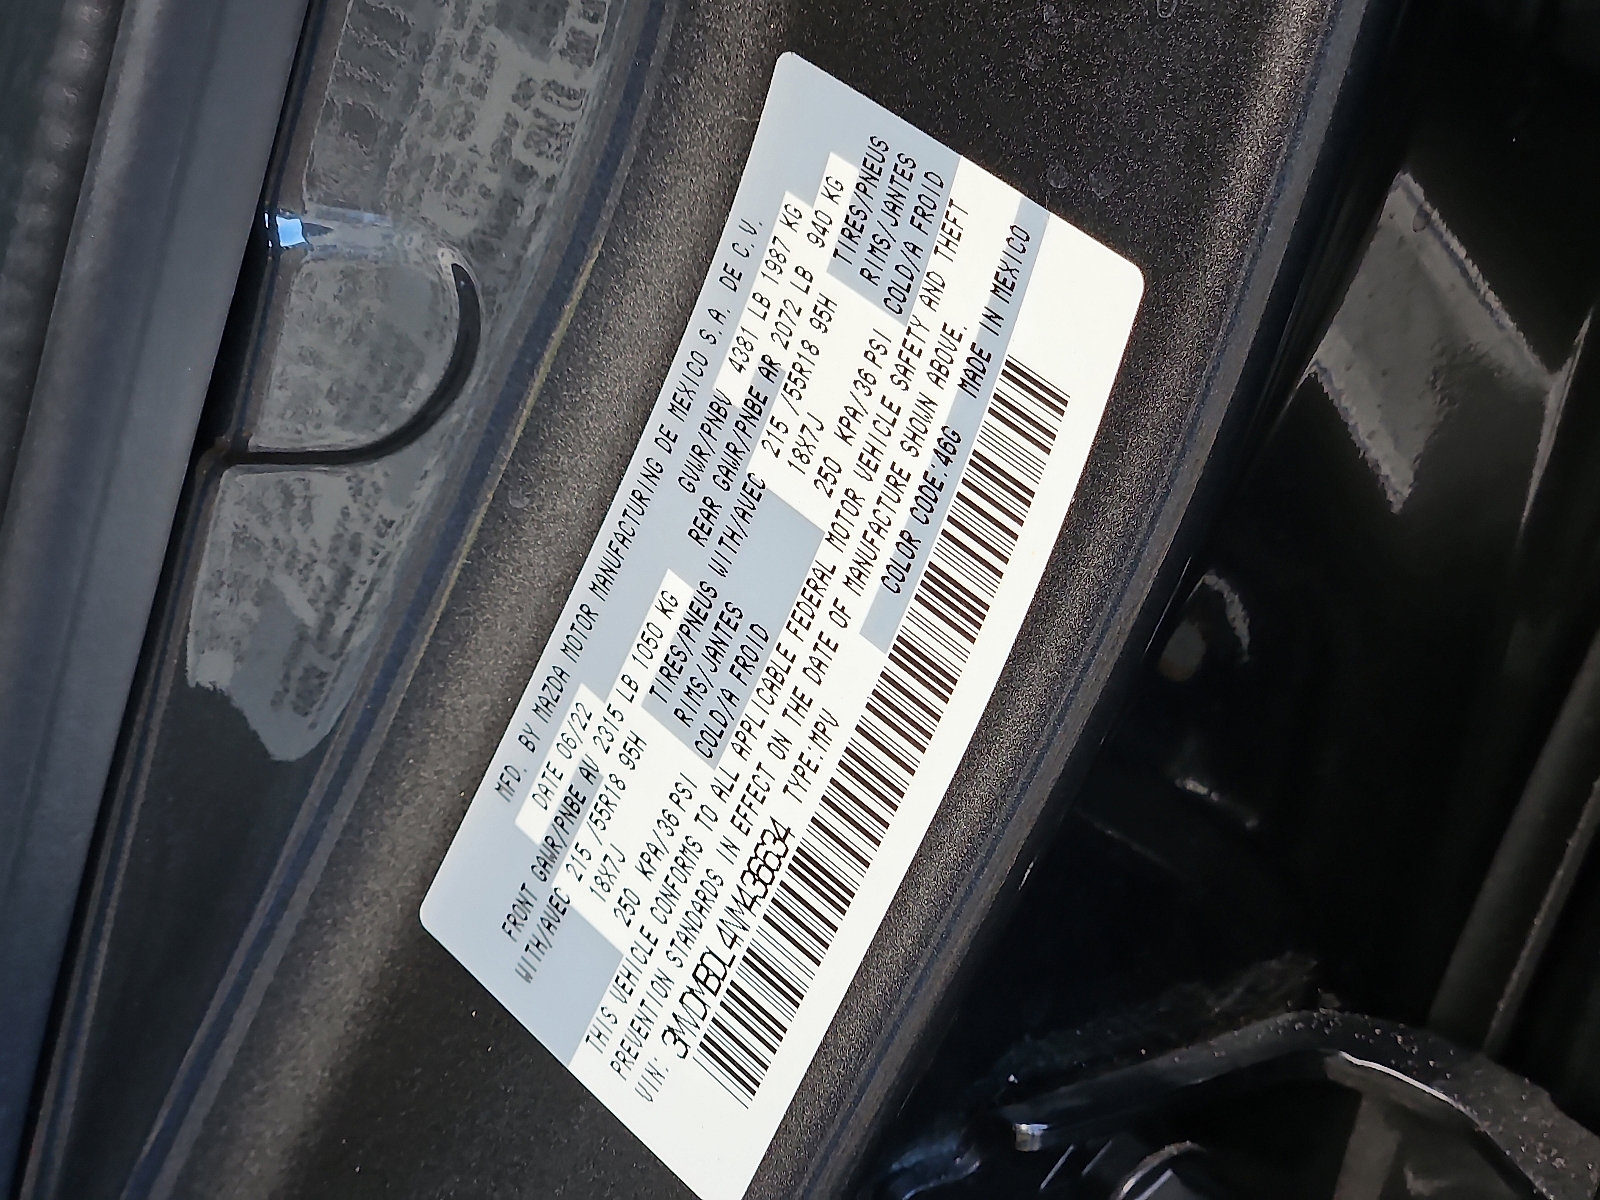 MFD. BY MAZDA MOTOR MANUFACTURING DE MEXICO S.A. DE C.V.
DATE 06/22 GVWR/PNBV 4381 LB 1987 KG
FRONT GAWR/PNBE AV 2315 LB 1050 KG REAR GAWR/PNBE AR 2072 LB 940 KG
WITH/AVEC 215 /55R18 95H TIRES/PNEUS WITH/AVEC 215 /55R18 95H TIRES/PNEUS
18X7J RIMS/JANTES 18X7J RIMS/JANTES
250 KPA/36 PSI COLD/A FROID 250 KPA/36 PSI COLD/A FROID
THIS VEHICLE CONFORMS TO ALL APPLICABLE FEDERAL MOTOR VEHICLE SAFETY AND THEFT
PREVENTION STANDARDS IN EFFECT ON THE DATE OF MANUFACTURE SHOWN ABOVE.
VIN: 3MVDMBDL4NM436634 TYPE:MPV COLOR CODE:46G MADE IN MEXICO